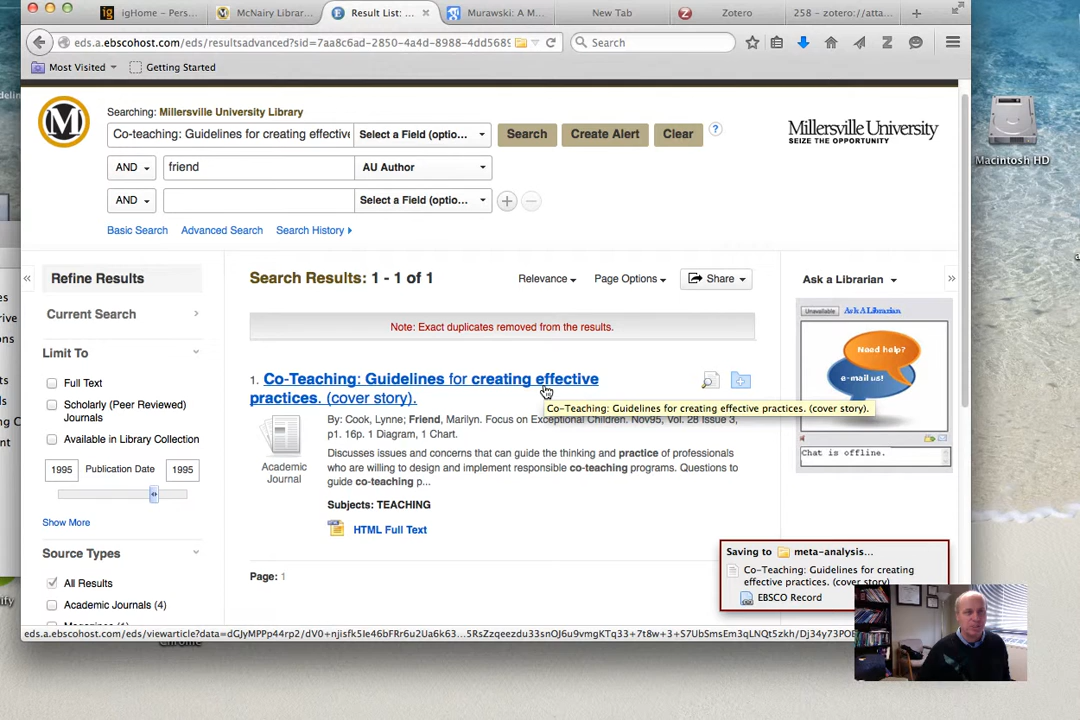 igHome - Pers...
McNairy Librar...
Result List: ...
Murawski: A M...
New Tab
Zotero
258 - zotero://atta...
eds.a.ebscohost.com/eds/resultsadvanced?sid=7aa8c6ad-2850-4a4d-8988-4dd5689
Search
Most Visited
Getting Started
Searching: Millersville University Library
Co-teaching: Guidelines for creating effective
Select a Field (optio...
Search
Create Alert
Clear
?
Millersville University
SEIZE THE OPPORTUNITY
Macintosh HD
AND
friend
AU Author
AND
Select a Field (optio...
Basic Search
Advanced Search
Search History
Refine Results
Search Results: 1 - 1 of 1
Relevance
Page Options
Share
Ask a Librarian
Current Search
Note: Exact duplicates removed from the results.
Unavailable
Ask A Librarian
Need help?
e-mail us!
Chat is offline.
Limit To
Full Text
Scholarly (Peer Reviewed)
Journals
Available in Library Collection
1995
Publication Date
1995
Show More
Source Types
All Results
Academic Journals (4)
1. Co-Teaching: Guidelines for creating effective
practices. (cover story).
Co-Teaching: Guidelines for creating effective practices. (cover story).
By: Cook, Lynne; Friend, Marilyn. Focus on Exceptional Children. Nov95, Vol. 28 Issue 3,
p1. 16p. 1 Diagram, 1 Chart.
Academic
Journal
Discusses issues and concerns that can guide the thinking and practice of professionals
who are willing to design and implement responsible co-teaching programs. Questions to
guide co-teaching p...
Subjects: TEACHING
HTML Full Text
Page: 1
Saving to meta-analysis...
Co-Teaching: Guidelines for creating
effective practices. (cover story)
EBSCO Record